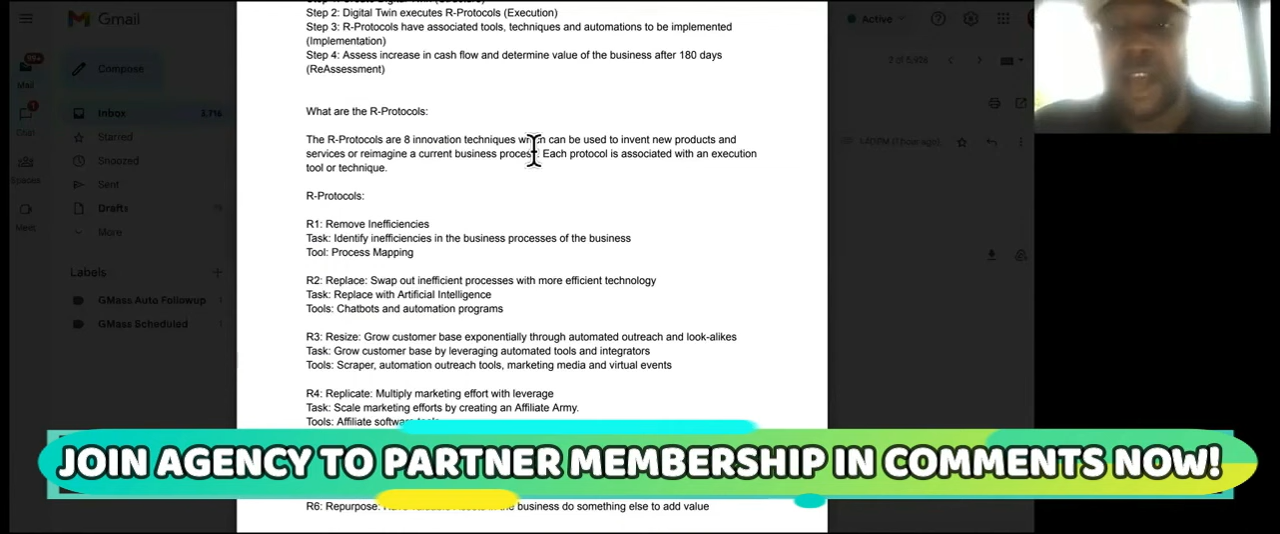 Gmail
Active
99+
Mail
Compose
Step 2: Digital Twin executes R-Protocols (Execution)
Step 3: R-Protocols have associated tools, techniques and automations to be implemented
(Implementation)
Step 4: Assess increase in cash flow and determine value of the business after 180 days
(ReAssessment)
1
Chat
Inbox
Starred
Spaces
Snoozed
Sent
Meet
Drafts
More
Labels
GMass Auto Followup
GMass Scheduled
What are the R-Protocols:
The R-Protocols are 8 innovation techniques can be used to invent new products and
services or reimagine a current business process. Each protocol is associated with an execution
tool or technique.
R-Protocols:
R1: Remove Inefficiencies
Task: Identify inefficiencies in the business processes of the business
Tool: Process Mapping
R2: Replace: Swap out inefficient processes with more efficient technology
Task: Replace with Artificial Intelligence
Tools: Chatbots and automation programs
R3: Resize: Grow customer base exponentially through automated outreach and look-alikes
Task: Grow customer base by leveraging automated tools and integrators
Tools: Scraper, automation outreach tools, marketing media and virtual events
R4: Replicate: Multiply marketing effort with leverage
Task: Scale marketing efforts by creating an Affiliate Army.
Tools: Affiliate software
JOIN AGENCY TO PARTNER MEMBERSHIP IN COMMENTS NOW!
R6: Repurpose: business do something else to add value